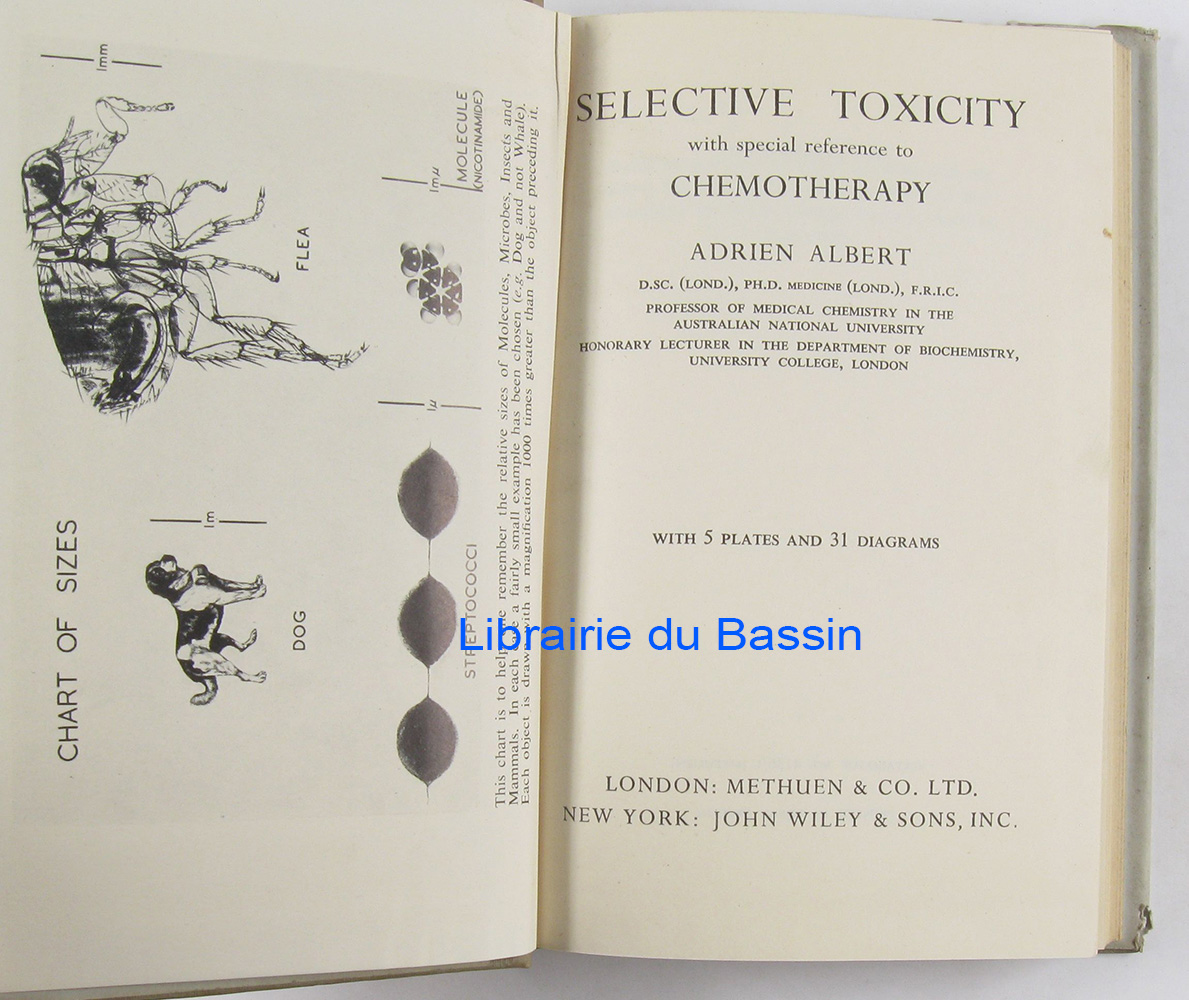 CHART OF SIZES
1m
DOG
1mm
FLEA
1μ
STREPTOCOCCI
1mμ
MOLECULE
(NICOTINAMIDE)
This chart is to help the remember the relative sizes of Molecules, Microbes, Insects and
Mammals. In each case a fairly small example has been chosen (e.g. Dog and not Whale).
Each object is drawn with a magnification 1000 times greater than the object preceding it.
SELECTIVE TOXICITY
with special reference to
CHEMOTHERAPY
ADRIEN ALBERT
D.SC. (LOND.), PH.D. MEDICINE (LOND.), F.R.I.C.
PROFESSOR OF MEDICAL CHEMISTRY IN THE
AUSTRALIAN NATIONAL UNIVERSITY
HONORARY LECTURER IN THE DEPARTMENT OF BIOCHEMISTRY,
UNIVERSITY COLLEGE, LONDON
WITH 5 PLATES AND 31 DIAGRAMS
Librairie du Bassin
LONDON: METHUEN & CO. LTD.
NEW YORK: JOHN WILEY & SONS, INC.